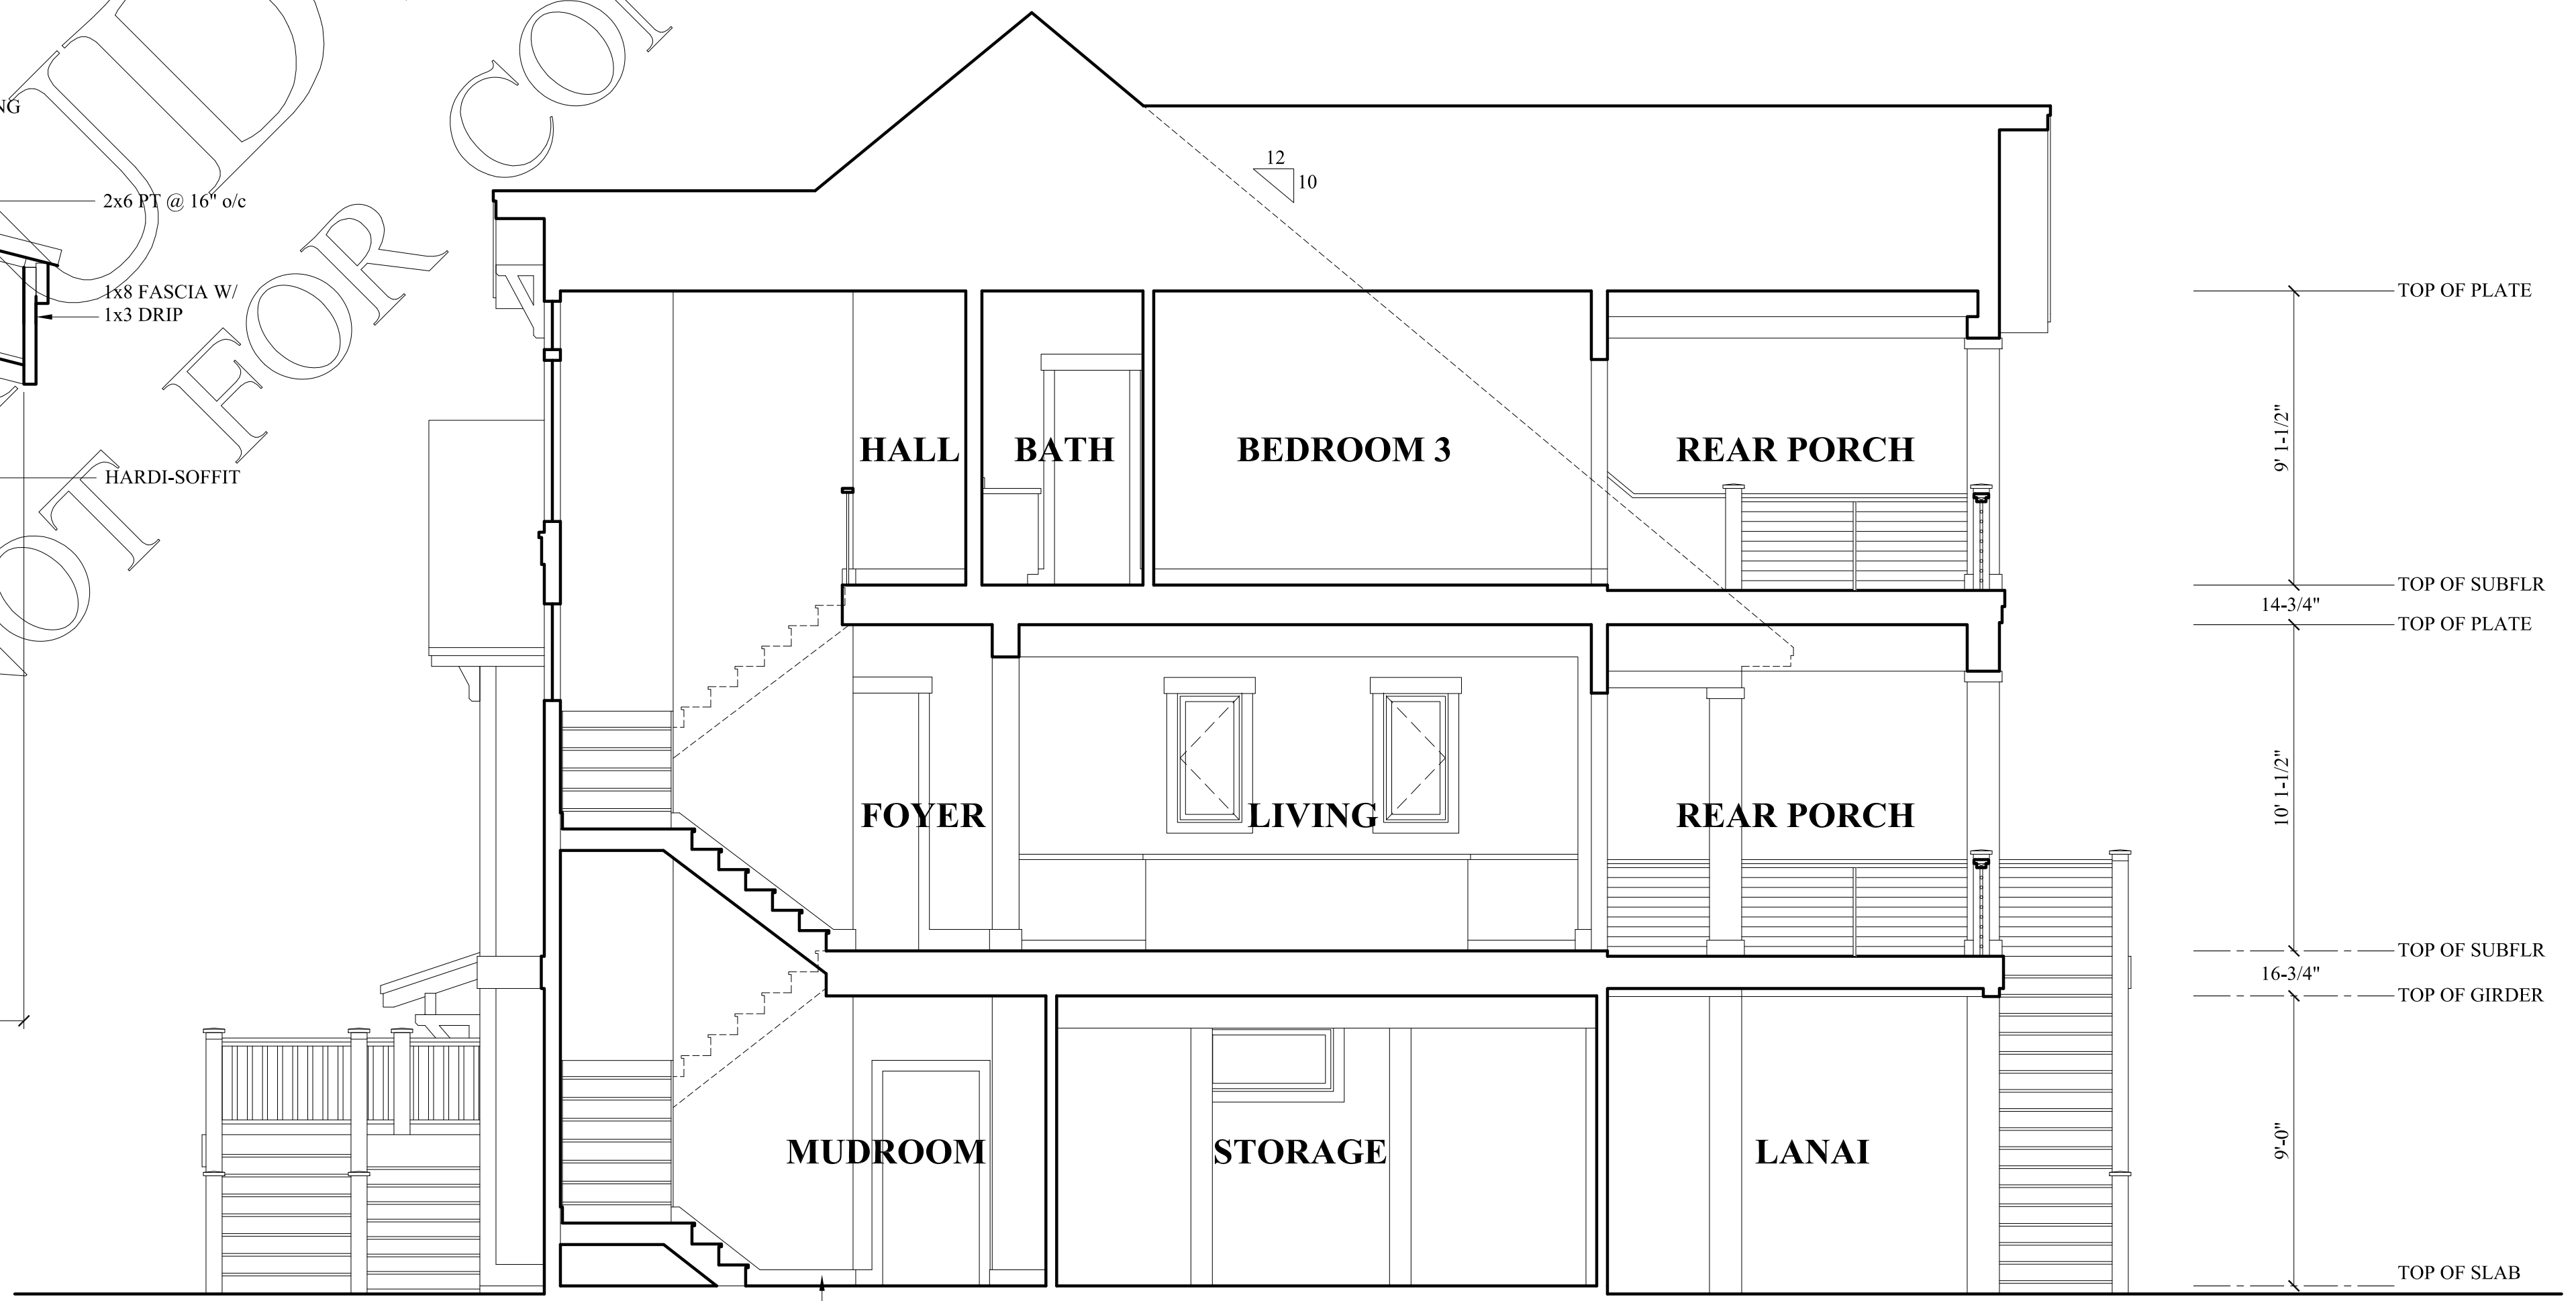 NG
2x6 PT @ 16" o/c
1x8 FASCIA W/
1x3 DRIP
HARDI-SOFFIT
NOT FOR CON
12
10
HALL
BATH
BEDROOM 3
REAR PORCH
FOYER
LIVING
REAR PORCH
MUDROOM
STORAGE
LANAI
TOP OF PLATE
9' 1-1/2"
TOP OF SUBFLR
14-3/4"
TOP OF PLATE
10' 1-1/2"
TOP OF SUBFLR
16-3/4"
TOP OF GIRDER
9'-0"
TOP OF SLAB